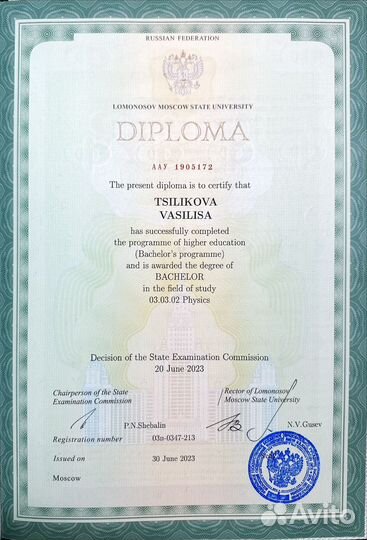 RUSSIAN FEDERATION
LOMONOSOV MOSCOW STATE UNIVERSITY
DIPLOMA
AAY 1905172
The present diploma is to certify that
TSILIKOVA
VASILISA
has successfully completed
the programme of higher education
(Bachelor's programme)
and is awarded the degree of
BACHELOR
in the field of study
03.03.02 Physics
Decision of the State Examination Commission
20 June 2023
Chairperson of the State
Examination Commission
Rector of Lomonosov
Moscow State University
P.N.Shebalin
N.V.Gusev
Registration number 03п-0347-213
Issued on 30 June 2023
Moscow
Avito